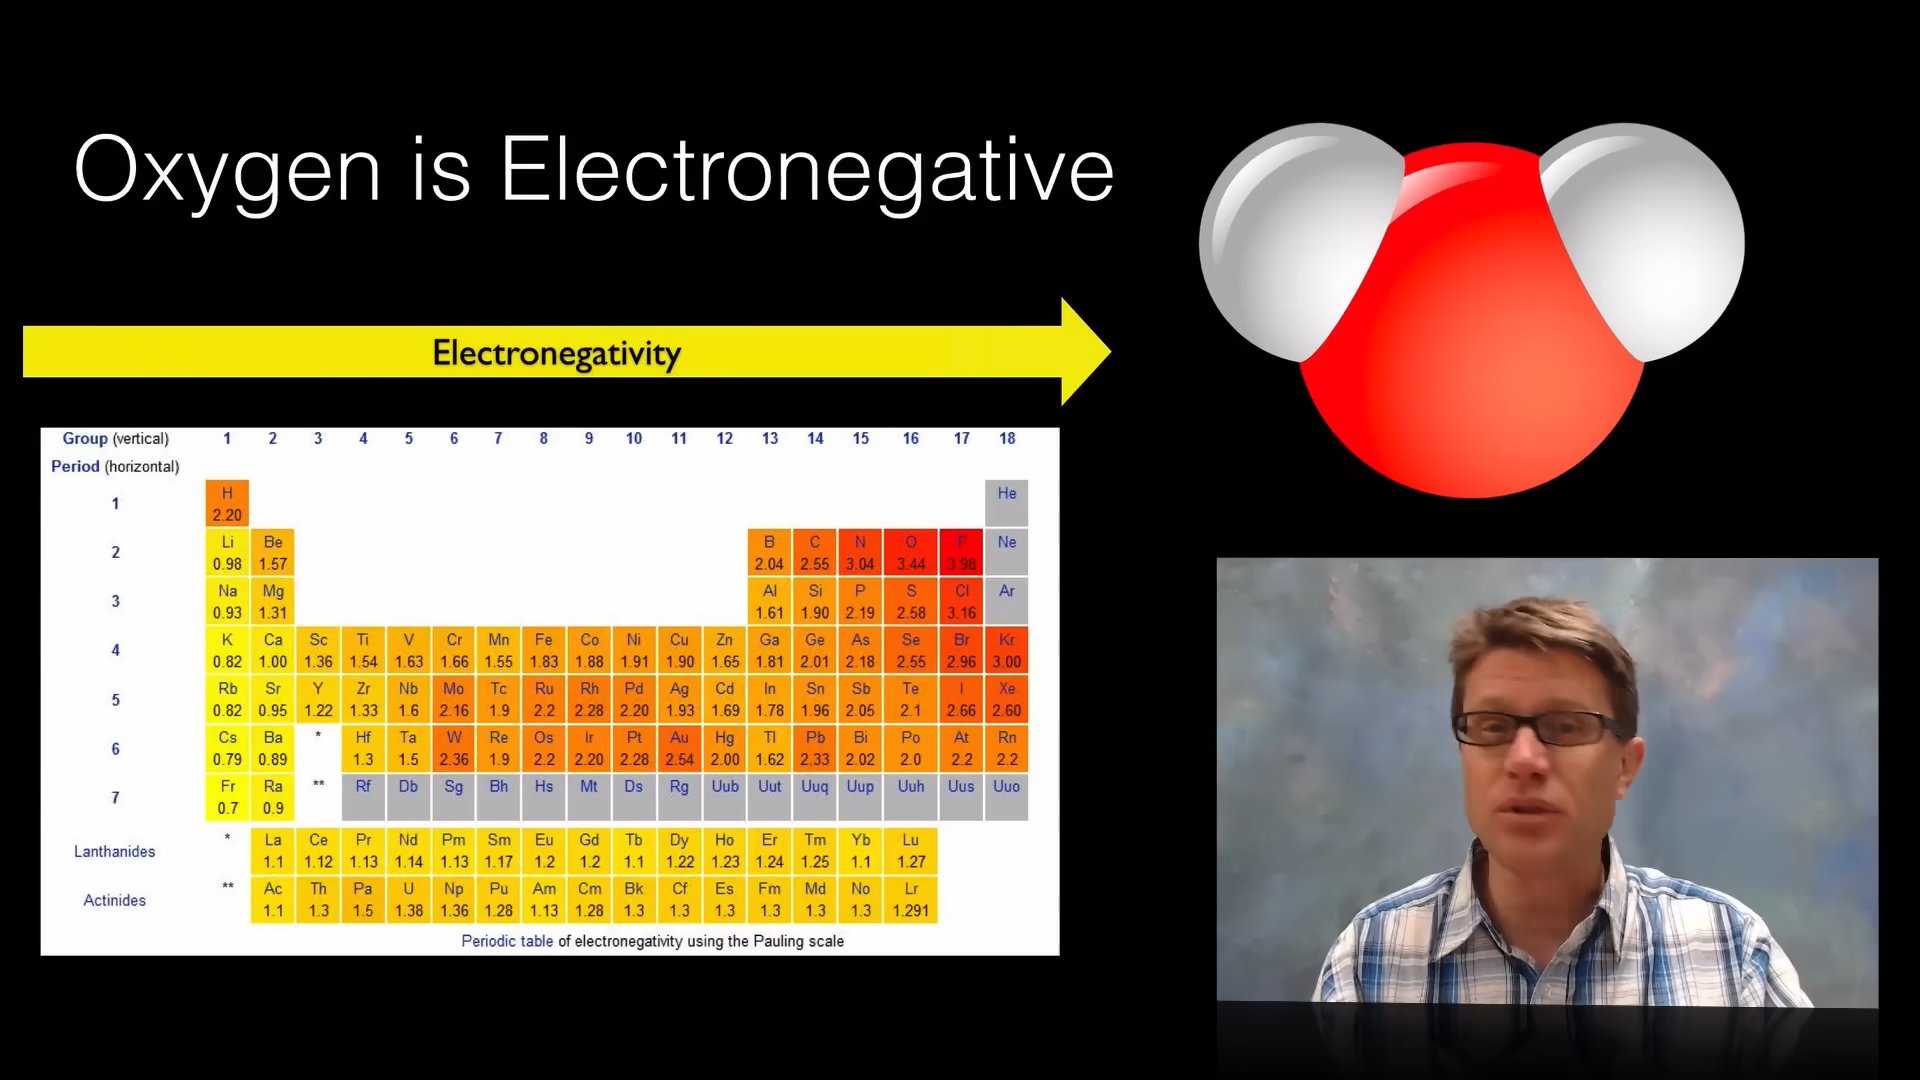 Oxygen is Electronegative
Electronegativity
Group (vertical) 1 2 3 4 5 6 7 8 9 10 11 12 13 14 15 16 17 18
Period (horizontal)
1 H He
2.20
2 Li Be B C N O F Ne
0.98 1.57 2.04 2.55 3.04 3.44 3.98
3 Na Mg Al Si P S Cl Ar
0.93 1.31 1.61 1.90 2.19 2.58 3.16
4 K Ca Sc Ti V Cr Mn Fe Co Ni Cu Zn Ga Ge As Se Br Kr
0.82 1.00 1.36 1.54 1.63 1.66 1.55 1.83 1.88 1.91 1.90 1.65 1.81 2.01 2.18 2.55 2.96 3.00
5 Rb Sr Y Zr Nb Mo Tc Ru Rh Pd Ag Cd In Sn Sb Te I Xe
0.82 0.95 1.22 1.33 1.6 2.16 1.9 2.2 2.28 2.20 1.93 1.69 1.78 1.96 2.05 2.1 2.66 2.60
6 Cs Ba * Hf Ta W Re Os Ir Pt Au Hg Tl Pb Bi Po At Rn
0.79 0.89 1.3 1.5 2.36 1.9 2.2 2.20 2.28 2.54 2.00 1.62 2.33 2.02 2.0 2.2 2.2
7 Fr Ra ** Rf Db Sg Bh Hs Mt Ds Rg Uub Uut Uuq Uup Uuh Uus Uuo
0.7 0.9
Lanthanides * La Ce Pr Nd Pm Sm Eu Gd Tb Dy Ho Er Tm Yb Lu
1.1 1.12 1.13 1.14 1.13 1.17 1.2 1.2 1.1 1.22 1.23 1.24 1.25 1.1 1.27
Actinides ** Ac Th Pa U Np Pu Am Cm Bk Cf Es Fm Md No Lr
1.1 1.3 1.5 1.38 1.36 1.28 1.13 1.28 1.3 1.3 1.3 1.3 1.3 1.3 1.291
Periodic table of electronegativity using the Pauling scale